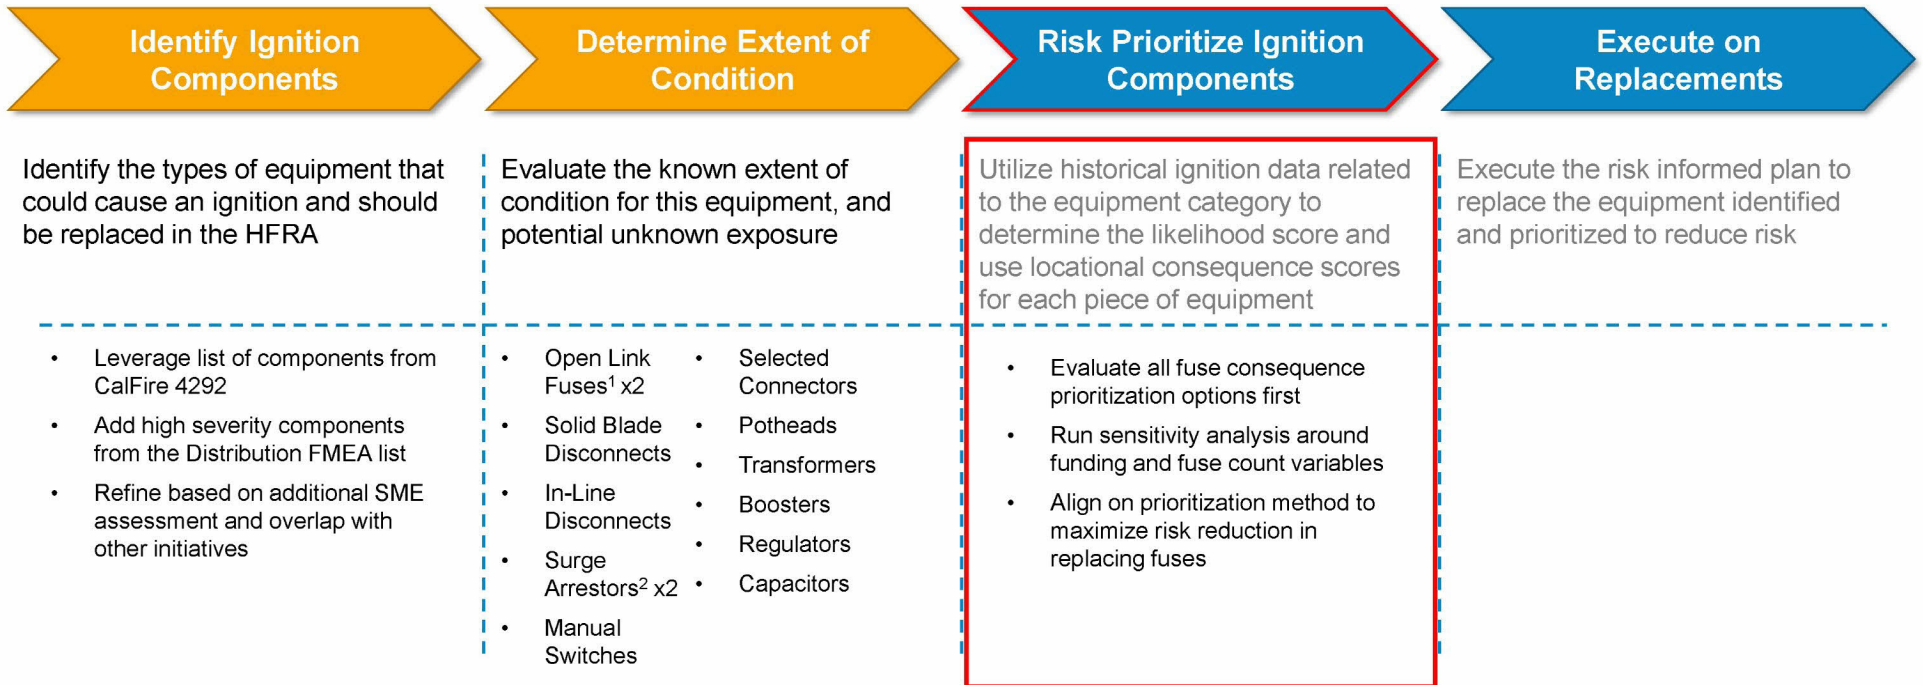 Identify Ignition
Components
Determine Extent of
Condition
Risk Prioritize Ignition
Components
Execute on
Replacements
Identify the types of equipment that
could cause an ignition and should
be replaced in the HFRA
Evaluate the known extent of
condition for this equipment, and
potential unknown exposure
Utilize historical ignition data related
to the equipment category to
determine the likelihood score and
use locational consequence scores
for each piece of equipment
Execute the risk informed plan to
replace the equipment identified
and prioritized to reduce risk
• Leverage list of components from
CalFire 4292
• Add high severity components
from the Distribution FMEA list
• Refine based on additional SME
assessment and overlap with
other initiatives
• Open Link
Fuses¹ x2
• Solid Blade
Disconnects
• In-Line
Disconnects
• Surge
Arrestors² x2
• Manual
Switches
• Selected
Connectors
• Potheads
• Transformers
• Boosters
• Regulators
• Capacitors
• Evaluate all fuse consequence
prioritization options first
• Run sensitivity analysis around
funding and fuse count variables
• Align on prioritization method to
maximize risk reduction in
replacing fuses